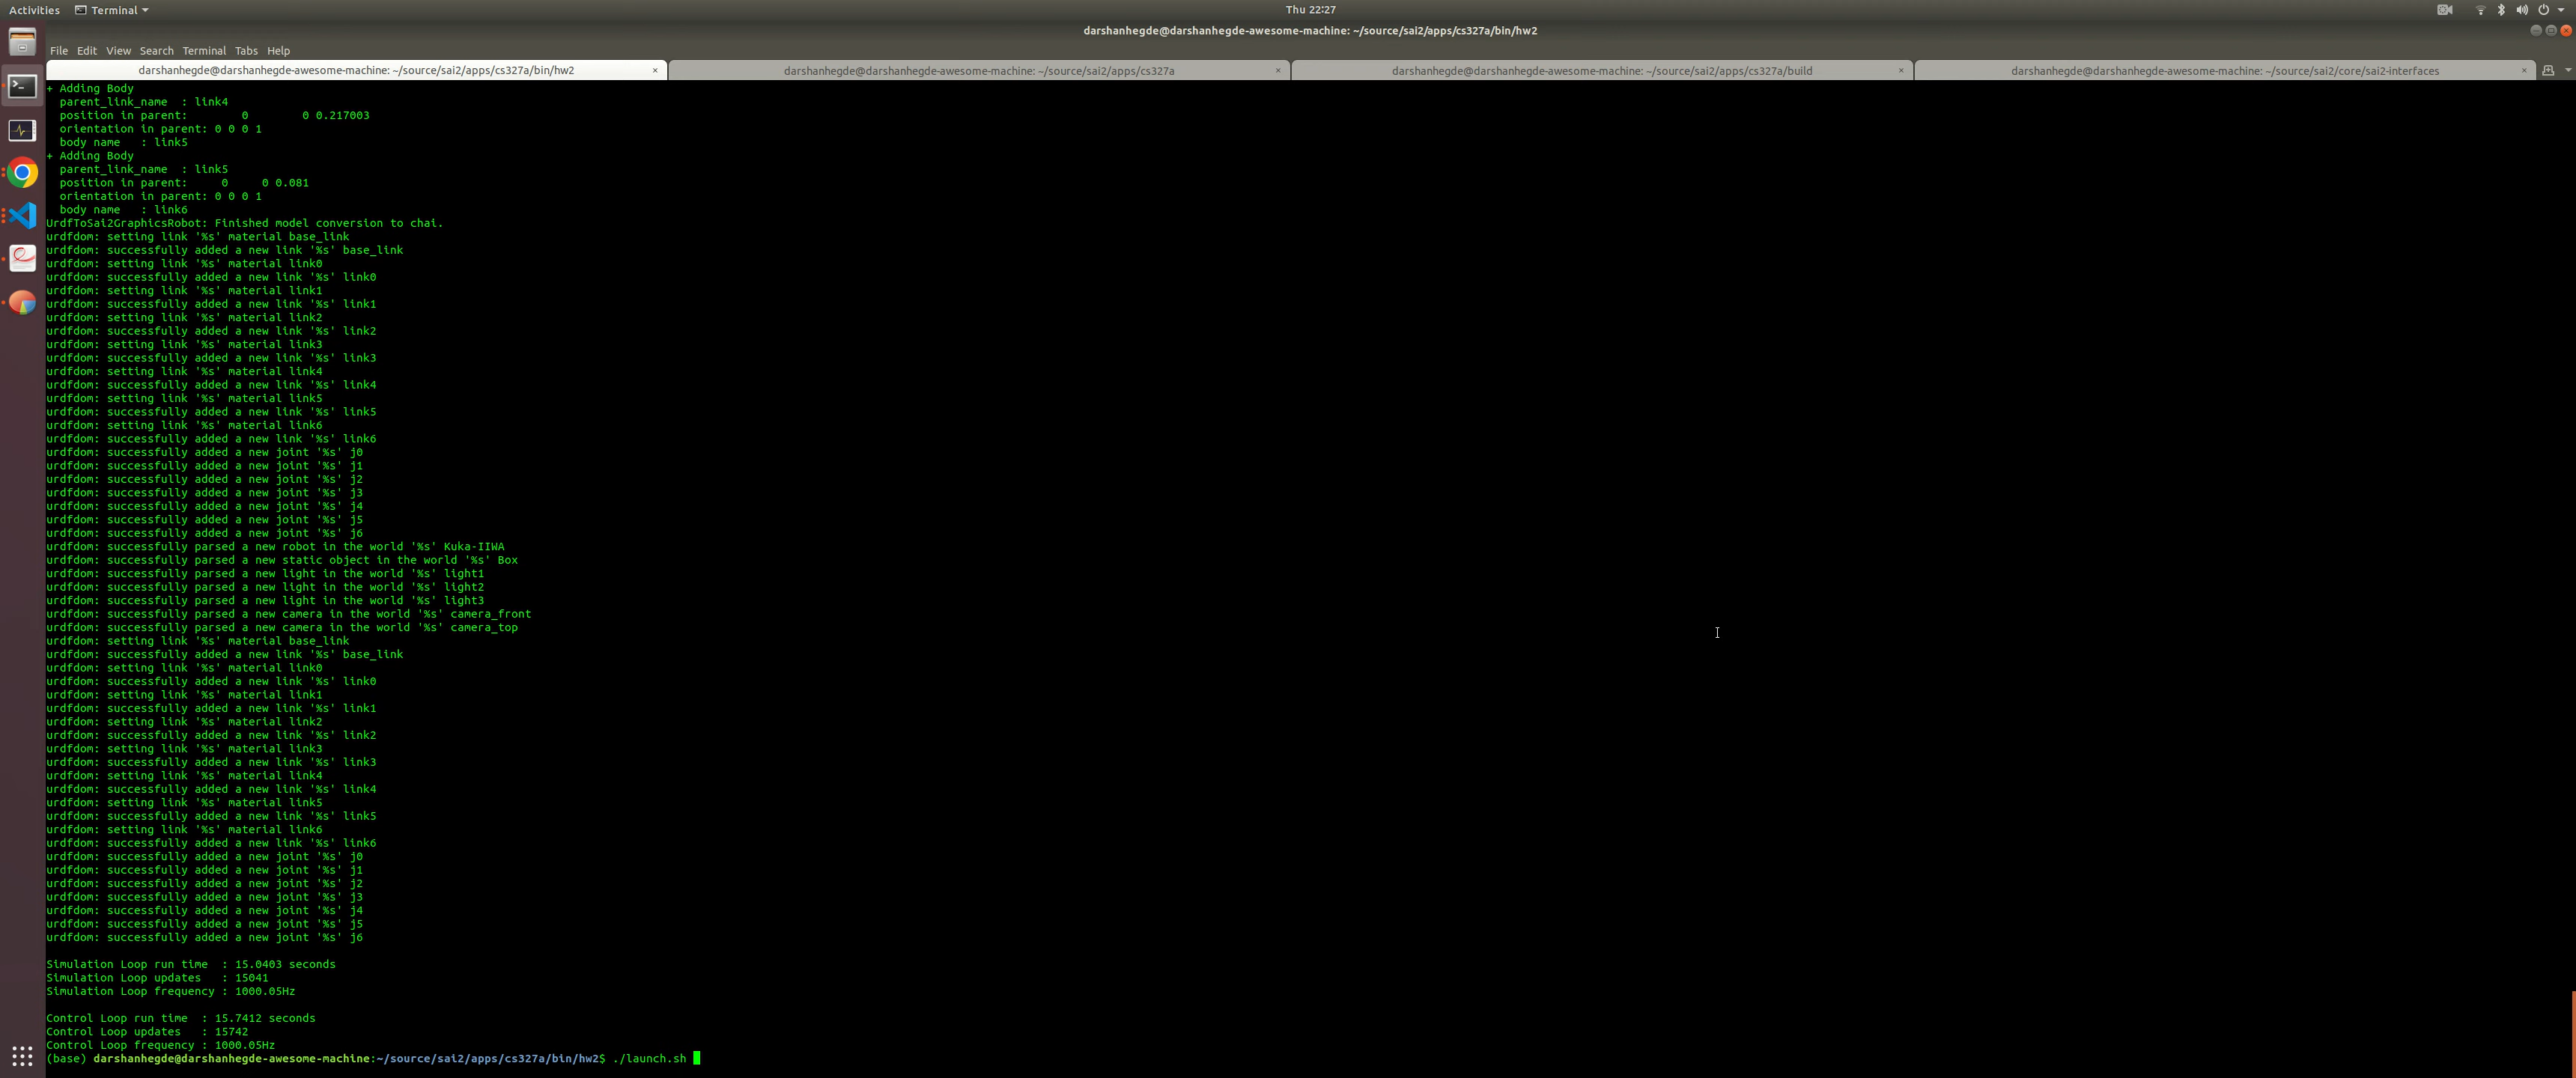 Activities Terminal Thu 22:27
darshanhegde@darshanhegde-awesome-machine: ~/source/sai2/apps/cs327a/bin/hw2
File Edit View Search Terminal Tabs Help
darshanhegde@darshanhegde-awesome-machine: ~/source/sai2/apps/cs327a/bin/hw2 × darshanhegde@darshanhegde-awesome-machine: ~/source/sai2/apps/cs327a × darshanhegde@darshanhegde-awesome-machine: ~/source/sai2/apps/cs327a/build × darshanhegde@darshanhegde-awesome-machine: ~/source/sai2/core/sai2-interfaces ×
+ Adding Body
parent_link_name : link4
position in parent: 0 0 0.217003
orientation in parent: 0 0 0 1
body name : link5
+ Adding Body
parent_link_name : link5
position in parent: 0 0 0.081
orientation in parent: 0 0 0 1
body name : link6
UrdfToSai2GraphicsRobot: Finished model conversion to chai.
urdfdom: setting link '%s' material base_link
urdfdom: successfully added a new link '%s' base_link
urdfdom: setting link '%s' material link0
urdfdom: successfully added a new link '%s' link0
urdfdom: setting link '%s' material link1
urdfdom: successfully added a new link '%s' link1
urdfdom: setting link '%s' material link2
urdfdom: successfully added a new link '%s' link2
urdfdom: setting link '%s' material link3
urdfdom: successfully added a new link '%s' link3
urdfdom: setting link '%s' material link4
urdfdom: successfully added a new link '%s' link4
urdfdom: setting link '%s' material link5
urdfdom: successfully added a new link '%s' link5
urdfdom: setting link '%s' material link6
urdfdom: successfully added a new link '%s' link6
urdfdom: successfully added a new joint '%s' j0
urdfdom: successfully added a new joint '%s' j1
urdfdom: successfully added a new joint '%s' j2
urdfdom: successfully added a new joint '%s' j3
urdfdom: successfully added a new joint '%s' j4
urdfdom: successfully added a new joint '%s' j5
urdfdom: successfully added a new joint '%s' j6
urdfdom: successfully parsed a new robot in the world '%s' Kuka-IIWA
urdfdom: successfully parsed a new static object in the world '%s' Box
urdfdom: successfully parsed a new light in the world '%s' light1
urdfdom: successfully parsed a new light in the world '%s' light2
urdfdom: successfully parsed a new light in the world '%s' light3
urdfdom: successfully parsed a new camera in the world '%s' camera_front
urdfdom: successfully parsed a new camera in the world '%s' camera_top
urdfdom: setting link '%s' material base_link
urdfdom: successfully added a new link '%s' base_link
urdfdom: setting link '%s' material link0
urdfdom: successfully added a new link '%s' link0
urdfdom: setting link '%s' material link1
urdfdom: successfully added a new link '%s' link1
urdfdom: setting link '%s' material link2
urdfdom: successfully added a new link '%s' link2
urdfdom: setting link '%s' material link3
urdfdom: successfully added a new link '%s' link3
urdfdom: setting link '%s' material link4
urdfdom: successfully added a new link '%s' link4
urdfdom: setting link '%s' material link5
urdfdom: successfully added a new link '%s' link5
urdfdom: setting link '%s' material link6
urdfdom: successfully added a new link '%s' link6
urdfdom: successfully added a new joint '%s' j0
urdfdom: successfully added a new joint '%s' j1
urdfdom: successfully added a new joint '%s' j2
urdfdom: successfully added a new joint '%s' j3
urdfdom: successfully added a new joint '%s' j4
urdfdom: successfully added a new joint '%s' j5
urdfdom: successfully added a new joint '%s' j6
Simulation Loop run time : 15.0403 seconds
Simulation Loop updates : 15041
Simulation Loop frequency : 1000.05Hz
Control Loop run time : 15.7412 seconds
Control Loop updates : 15742
Control Loop frequency : 1000.05Hz
(base) darshanhegde@darshanhegde-awesome-machine:~/source/sai2/apps/cs327a/bin/hw2$ ./launch.sh